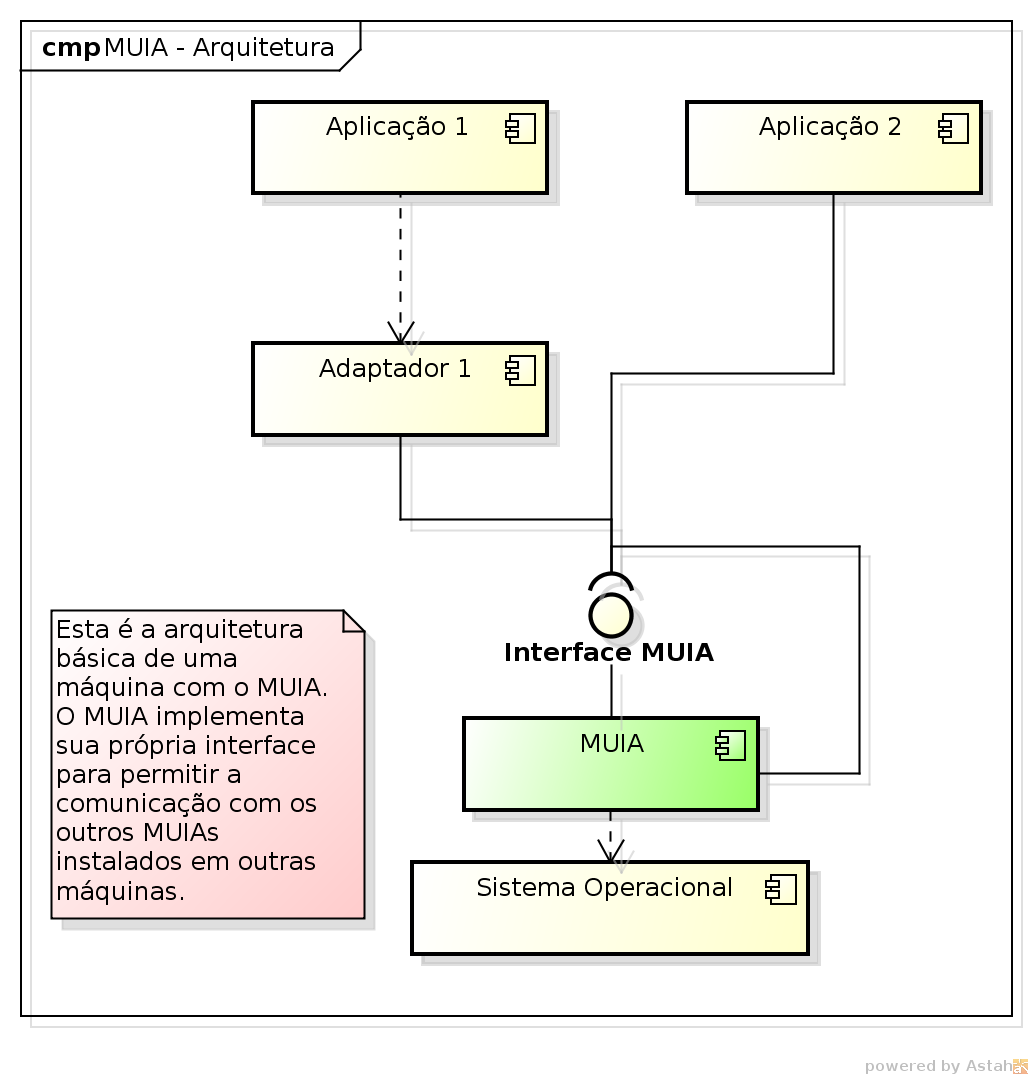 cmp MUIA - Arquitetura
Aplicação 1
Aplicação 2
Adaptador 1
Interface MUIA
Esta é a arquitetura
básica de uma
máquina com o MUIA.
O MUIA implementa
sua própria interface
para permitir a
comunicação com os
outros MUIAs
instalados em outras
máquinas.
MUIA
Sistema Operacional
powered by Astah